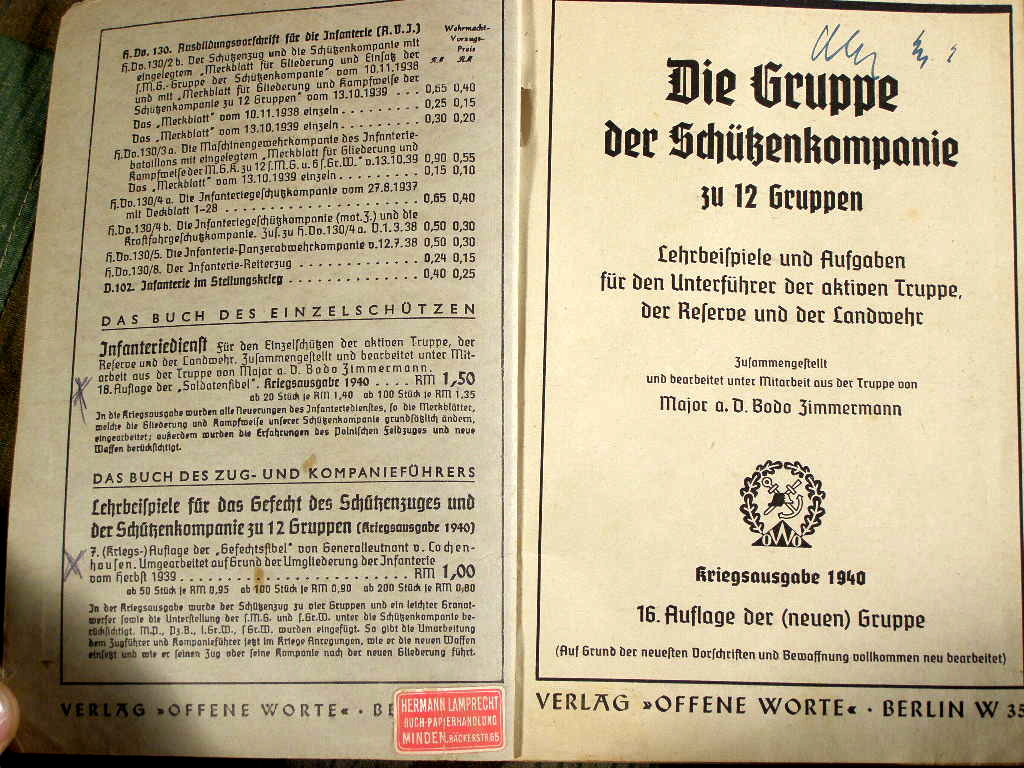 H.Dv. 130. Ausbildungsvorschrift für die Infanterie (A.V.I.)
Wehrmacht-
Vorzugs-
Preis
RM RM
H.Dv.130/2b. Der Schützenzug und die Schützenkompanie mit
eingelegtem „Merkblatt für Gliederung und Einsatz der
s.M.G.-Gruppe der Schützenkompanie" vom 10.11.1938
und mit „Merkblatt für Gliederung und Kampfweise der
Schützenkompanie zu 12 Gruppen" vom 13.10.1939 . . . 0,65 0,40
Das „Merkblatt" vom 10.11.1938 einzeln . . . . . . . . 0,25 0,15
Das „Merkblatt" vom 13.10.1939 einzeln . . . . . . . . 0,30 0,20
H.Dv.130/3a. Die Maschinengewehrkompanie des Infanterie-
bataillons mit eingelegtem „Merkblatt für Gliederung und
Kampfweise der M.G.K. zu 12 s.M.G. u. 6 s.Gr.W." v.13.10.39 0,90 0,55
Das „Merkblatt" vom 13.10.1939 einzeln . . . . . . . . 0,15 0,10
H.Dv.130/4a. Die Infanteriegeschützkompanie vom 27.8.1937
mit Deckblatt 1–28 . . . . . . . . . . . . . . . . . 0,65 0,40
H.Dv.130/4b. Die Infanteriegeschützkompanie (mot.Z.) und die
Kraftfahrgeschützkompanie. Zus. zu H.Dv.130/4a. V.1.3.38 0,50 0,30
H.Dv.130/5. Die Infanterie-Panzerabwehrkompanie v.12.7.38 0,50 0,30
H.Dv.130/8. Der Infanterie-Reiterzug . . . . . . . . . . 0,24 0,15
D.102. Infanterie im Stellungskrieg . . . . . . . . . . . 0,40 0,25
DAS BUCH DES EINZELSCHÜTZEN
Infanteriedienst Für den Einzelschützen der aktiven Truppe, der
Reserve und der Landwehr. Zusammengestellt und bearbeitet unter Mit-
arbeit aus der Truppe von Major a. D. Bodo Zimmermann.
18. Auflage der „Soldatenfibel". Kriegsausgabe 1940 . . . . RM 1,50
ab 20 Stück je RM 1,40 ab 100 Stück je RM 1,35
In die Kriegsausgabe wurden alle Neuerungen des Infanteriedienstes, so die Merkblätter,
welche die Gliederung und Kampfweise unserer Schützenkompanie grundsätzlich ändern,
eingearbeitet; außerdem wurden die Erfahrungen des Polnischen Feldzuges und neue
Waffen berücksichtigt.
DAS BUCH DES ZUG- UND KOMPANIEFÜHRERS
Lehrbeispiele für das Gefecht des Schützenzuges und
der Schützenkompanie zu 12 Gruppen (Kriegsausgabe 1940)
7. (Kriegs-) Auflage der „Gefechtsfibel" von Generalleutnant v. Cochen-
hausen. Umgearbeitet auf Grund der Umgliederung der Infanterie
vom Herbst 1939 . . . . . . . . . . . . . . . . . . . . RM 1,00
ab 50 Stück je RM 0,95 ab 100 Stück je RM 0,90 ab 200 Stück je RM 0,80
In der Kriegsausgabe wurde der Schützenzug zu vier Gruppen und ein leichter Granat-
werfer sowie die Unterstellung der s.M.G. und s.Gr.W. unter die Schützenkompanie be-
rücksichtigt. M.P., Pz.B., l.Gr.W., s.Gr.W. wurden eingefügt. So gibt die Umarbeitung
dem Zugführer und Kompanieführer jetzt im Kriege Anregungen, wie er die neuen Waffen
einsetzt und wie er seinen Zug oder seine Kompanie nach der neuen Gliederung führt.
VERLAG »OFFENE WORTE« · BE
HERMANN LAMPRECHT
BUCH-PAPIERHANDLUNG
MINDEN, BÄCKERSTR.65
Die Gruppe
der Schützenkompanie
zu 12 Gruppen
Lehrbeispiele und Aufgaben
für den Unterführer der aktiven Truppe,
der Reserve und der Landwehr
Zusammengestellt
und bearbeitet unter Mitarbeit aus der Truppe von
Major a. D. Bodo Zimmermann
OWO
Kriegsausgabe 1940
16. Auflage der (neuen) Gruppe
(Auf Grund der neuesten Vorschriften und Bewaffnung vollkommen neu bearbeitet)
VERLAG »OFFENE WORTE« · BERLIN W 35